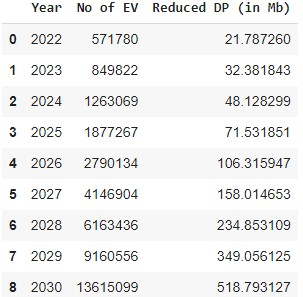 Year No of EV Reduced DP (in Mb)
0 2022 571780 21.787260
1 2023 849822 32.381843
2 2024 1263069 48.128299
3 2025 1877267 71.531851
4 2026 2790134 106.315947
5 2027 4146904 158.014653
6 2028 6163436 234.853109
7 2029 9160556 349.056125
8 2030 13615099 518.793127